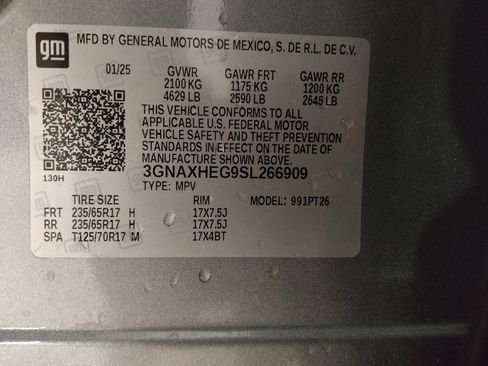 gm
MFD BY GENERAL MOTORS DE MEXICO, S. DE R.L. DE C.V.
01/25 GVWR GAWR FRT GAWR RR
2100 KG 1175 KG 1200 KG
4629 LB 2590 LB 2645 LB
THIS VEHICLE CONFORMS TO ALL
APPLICABLE U.S. FEDERAL MOTOR
VEHICLE SAFETY AND THEFT PREVENTION
STANDARDS IN EFFECT ON THE DATE OF
MANUFACTURE SHOWN ABOVE.
130H 3GNAXHEG9SL266909
TYPE: MPV MODEL: 991PT26
TIRE SIZE RIM
FRT 235/65R17 H 17X7.5J
RR 235/65R17 H 17X7.5J
SPA T125/70R17 M 17X4BT